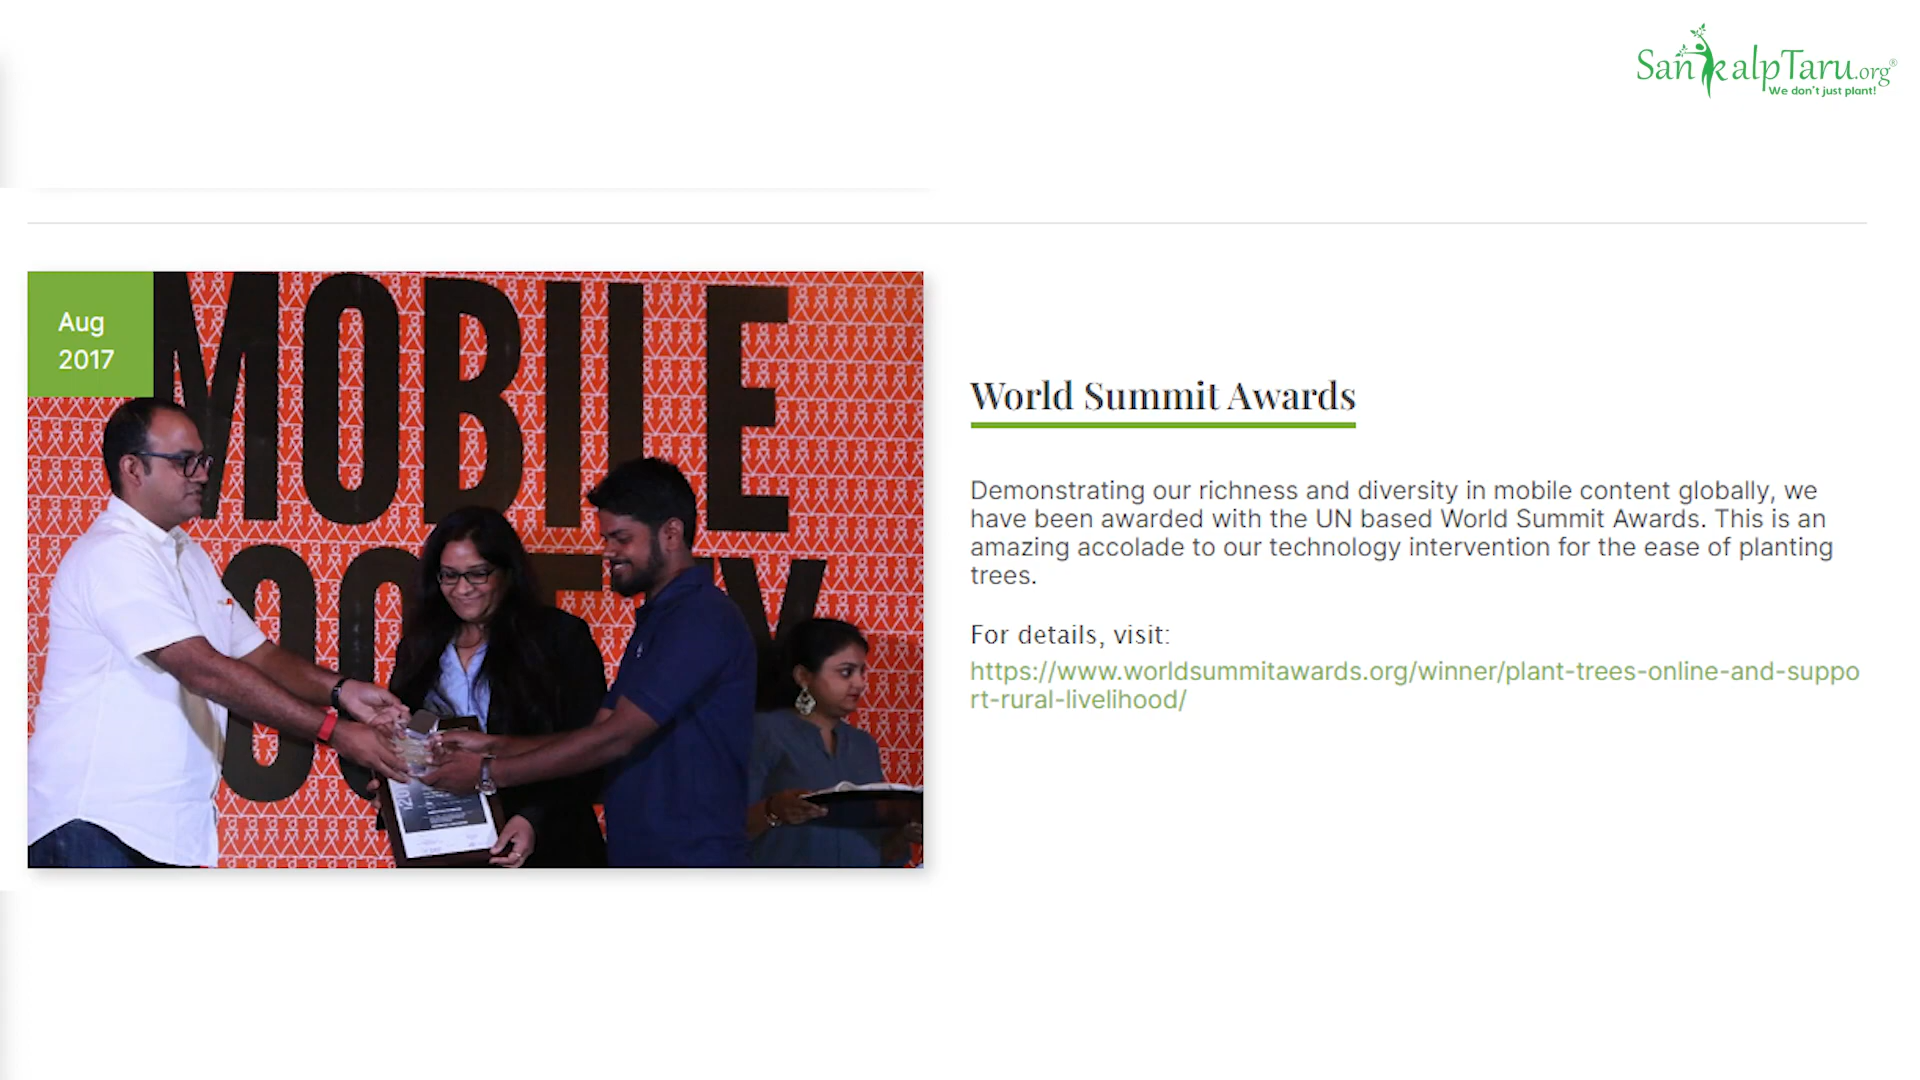 SankalpTaru.org®
We don't just plant!
Aug
2017
MOBILE
World Summit Awards
Demonstrating our richness and diversity in mobile content globally, we
have been awarded with the UN based World Summit Awards. This is an
amazing accolade to our technology intervention for the ease of planting
trees.
For details, visit:
https://www.worldsummitawards.org/winner/plant-trees-online-and-suppo
rt-rural-livelihood/